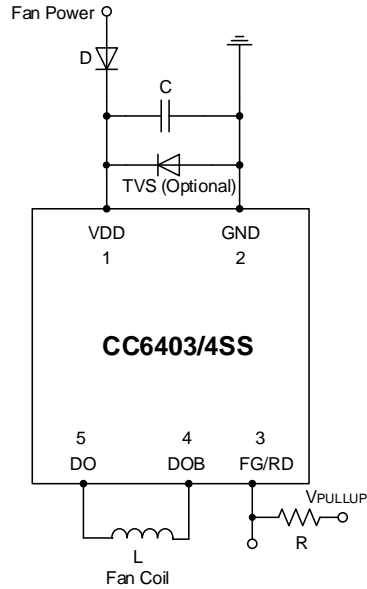 Fan Power
D
C
TVS (Optional)
VDD
GND
1
2
CC6403/4SS
5
4
3
DO
DOB
FG/RD
VPULLUP
L
R
Fan Coil